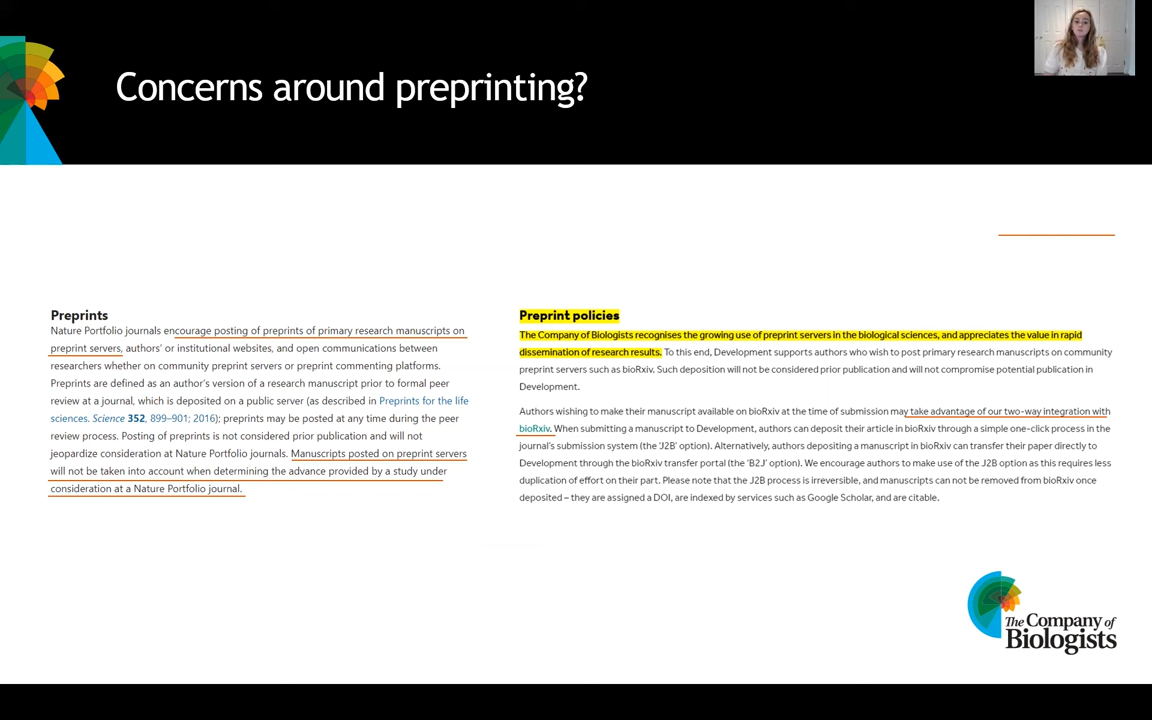 Concerns around preprinting?
Preprints
Nature Portfolio journals encourage posting of preprints of primary research manuscripts on
preprint servers, authors' or institutional websites, and open communications between
researchers whether on community preprint servers or preprint commenting platforms.
Preprints are defined as an author's version of a research manuscript prior to formal peer
review at a journal, which is deposited on a public server (as described in Preprints for the life
sciences. Science 352, 899–901; 2016); preprints may be posted at any time during the peer
review process. Posting of preprints is not considered prior publication and will not
jeopardize consideration at Nature Portfolio journals. Manuscripts posted on preprint servers
will not be taken into account when determining the advance provided by a study under
consideration at a Nature Portfolio journal.
Preprint policies
The Company of Biologists recognises the growing use of preprint servers in the biological sciences, and appreciates the value in rapid
dissemination of research results. To this end, Development supports authors who wish to post primary research manuscripts on community
preprint servers such as bioRxiv. Such deposition will not be considered prior publication and will not compromise potential publication in
Development.
Authors wishing to make their manuscript available on bioRxiv at the time of submission may take advantage of our two-way integration with
bioRxiv. When submitting a manuscript to Development, authors can deposit their article in bioRxiv through a simple one-click process in the
journal's submission system (the 'J2B' option). Alternatively, authors depositing a manuscript in bioRxiv can transfer their paper directly to
Development through the bioRxiv transfer portal (the 'B2J' option). We encourage authors to make use of the J2B option as this requires less
duplication of effort on their part. Please note that the J2B process is irreversible, and manuscripts can not be removed from bioRxiv once
deposited – they are assigned a DOI, are indexed by services such as Google Scholar, and are citable.
The Company of
Biologists